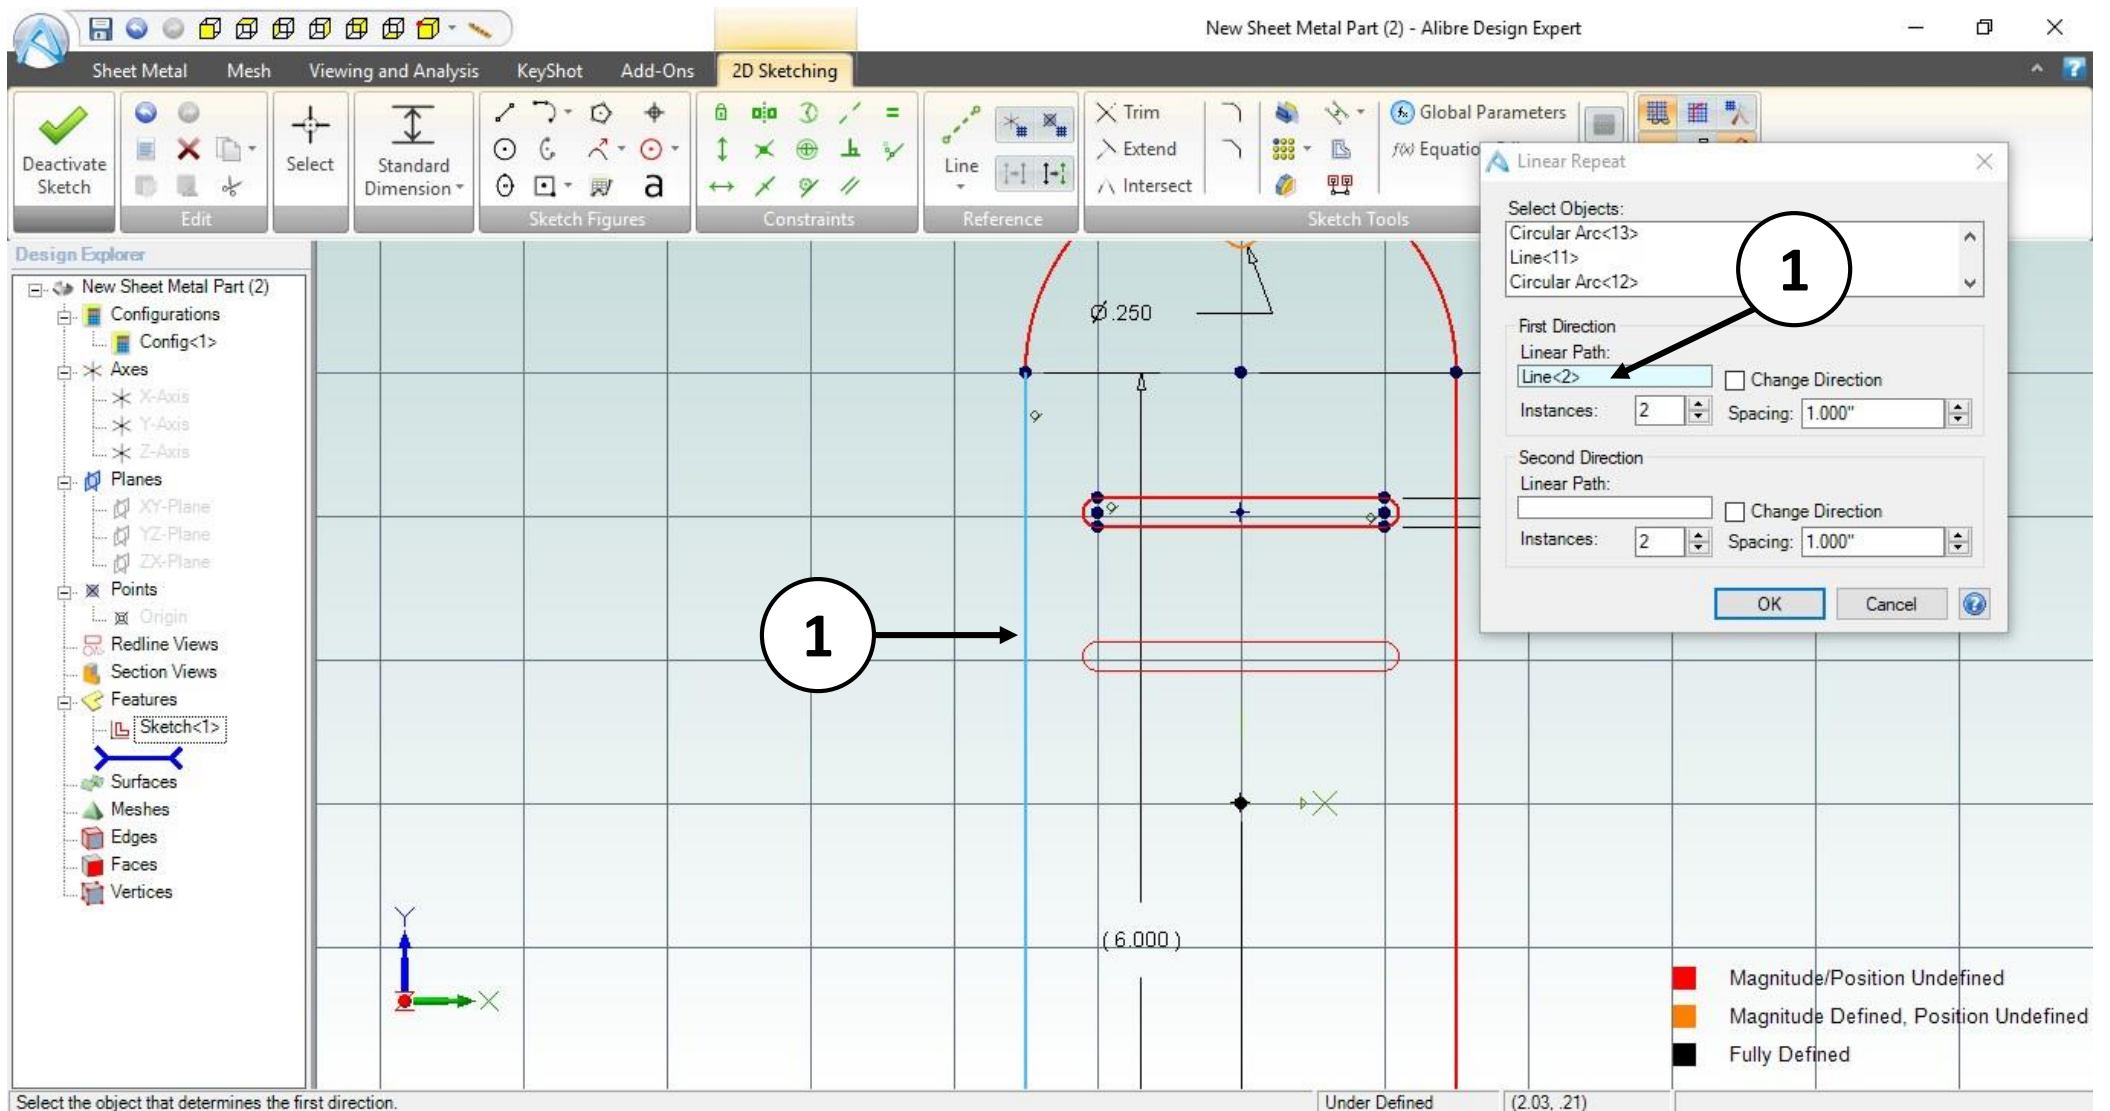 New Sheet Metal Part (2) - Alibre Design Expert
Sheet Metal Mesh Viewing and Analysis KeyShot Add-Ons 2D Sketching
Deactivate Sketch
Edit
Select
Standard Dimension
a
Sketch Figures
Constraints
Line
Reference
Trim
Extend
Intersect
Global Parameters
f(x) Equatio
Sketch Tools
Design Explorer
New Sheet Metal Part (2)
Configurations
Config<1>
Axes
X-Axis
Y-Axis
Z-Axis
Planes
XY-Plane
YZ-Plane
ZX-Plane
Points
Origin
Redline Views
Section Views
Features
Sketch<1>
Surfaces
Meshes
Edges
Faces
Vertices
Ø.250
1
(6.000)
X
Y
X
Linear Repeat
Select Objects:
Circular Arc<13>
Line<11>
Circular Arc<12>
1
First Direction
Linear Path:
Line<2>
Change Direction
Instances: 2 Spacing: 1.000"
Second Direction
Linear Path:
Change Direction
Instances: 2 Spacing: 1.000"
OK Cancel
Magnitude/Position Undefined
Magnitude Defined, Position Undefined
Fully Defined
Select the object that determines the first direction.
Under Defined
(2.03, .21)